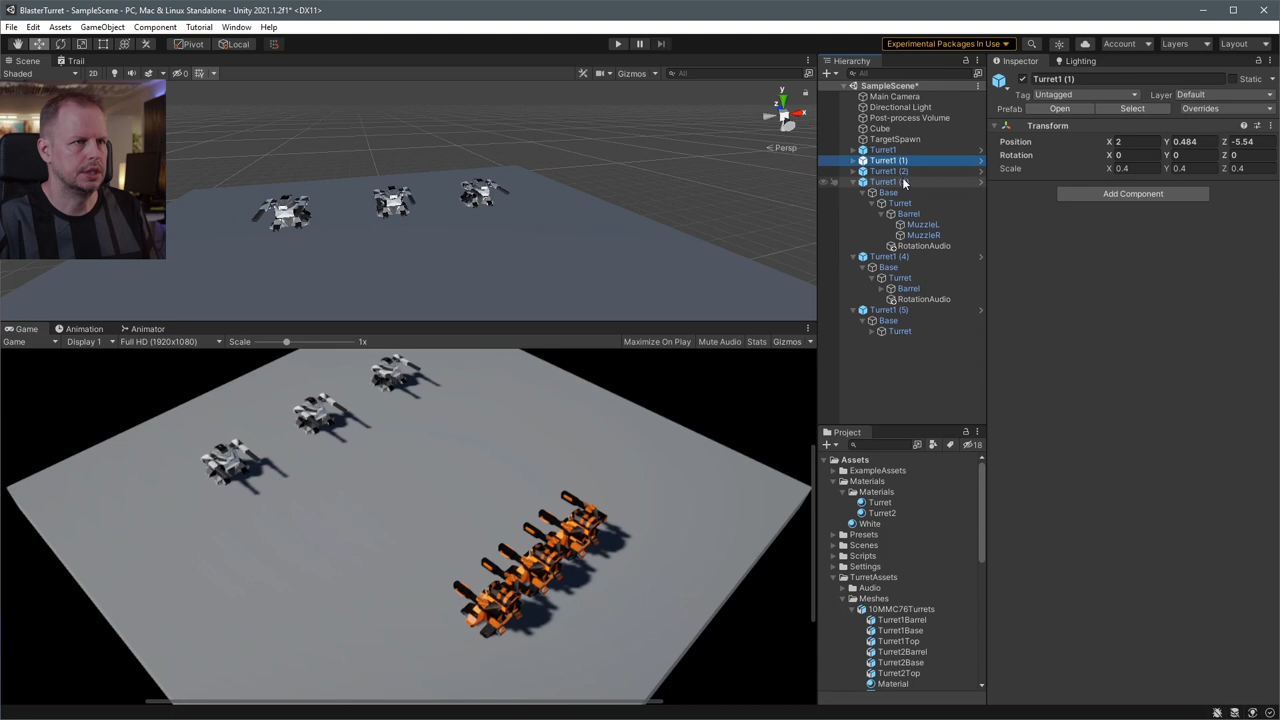 BlasterTurret - SampleScene - PC, Mac & Linux Standalone - Unity 2021.1.2f1* <DX11>
File Edit Assets GameObject Component Tutorial Window Help
Pivot Local Experimental Packages In Use Account Layers Layout
Scene Trail
Shaded 2D 0 Gizmos All
y
z x
Persp
Game Animation Animator
Game Display 1 Full HD (1920x1080) Scale 1x Maximize On Play Mute Audio Stats Gizmos
Hierarchy
All
SampleScene*
Main Camera
Directional Light
Post-process Volume
Cube
TargetSpawn
Turret1
Turret1 (1)
Turret1 (2)
Turret1
Base
Turret
Barrel
MuzzleL
MuzzleR
RotationAudio
Turret1 (4)
Base
Turret
Barrel
RotationAudio
Turret1 (5)
Base
Turret
Project
18
Assets
ExampleAssets
Materials
Materials
Turret
Turret2
White
Presets
Scenes
Scripts
Settings
TurretAssets
Audio
Meshes
10MMC76Turrets
Turret1Barrel
Turret1Base
Turret1Top
Turret2Barrel
Turret2Base
Turret2Top
Material
Inspector Lighting
Turret1 (1) Static
Tag Untagged Layer Default
Prefab Open Select Overrides
Transform
Position X 2 Y 0.484 Z -5.54
Rotation X 0 Y 0 Z 0
Scale X 0.4 Y 0.4 Z 0.4
Add Component